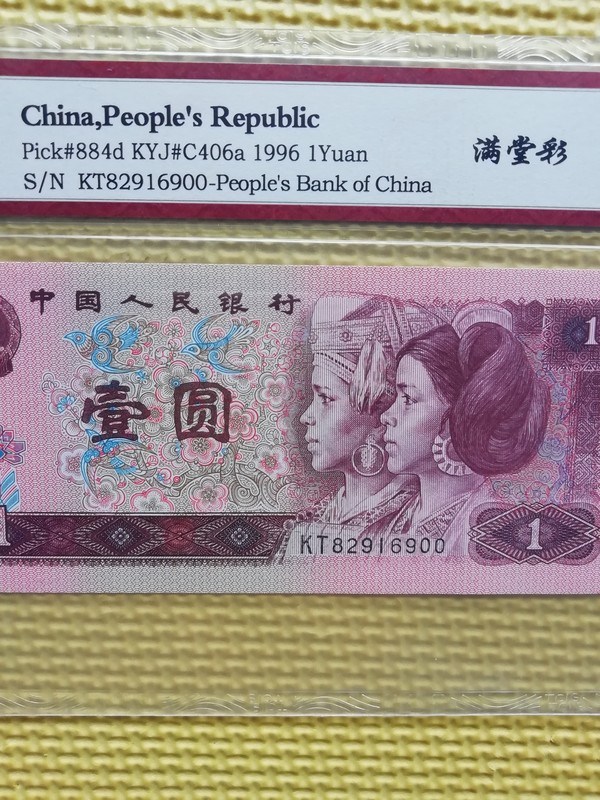 China,People's Republic
Pick#884d KYJ#C406a 1996 1Yuan
满堂彩
S/N KT82916900-People's Bank of China
中国人民银行
1
壹圆
1
KT82916900
1